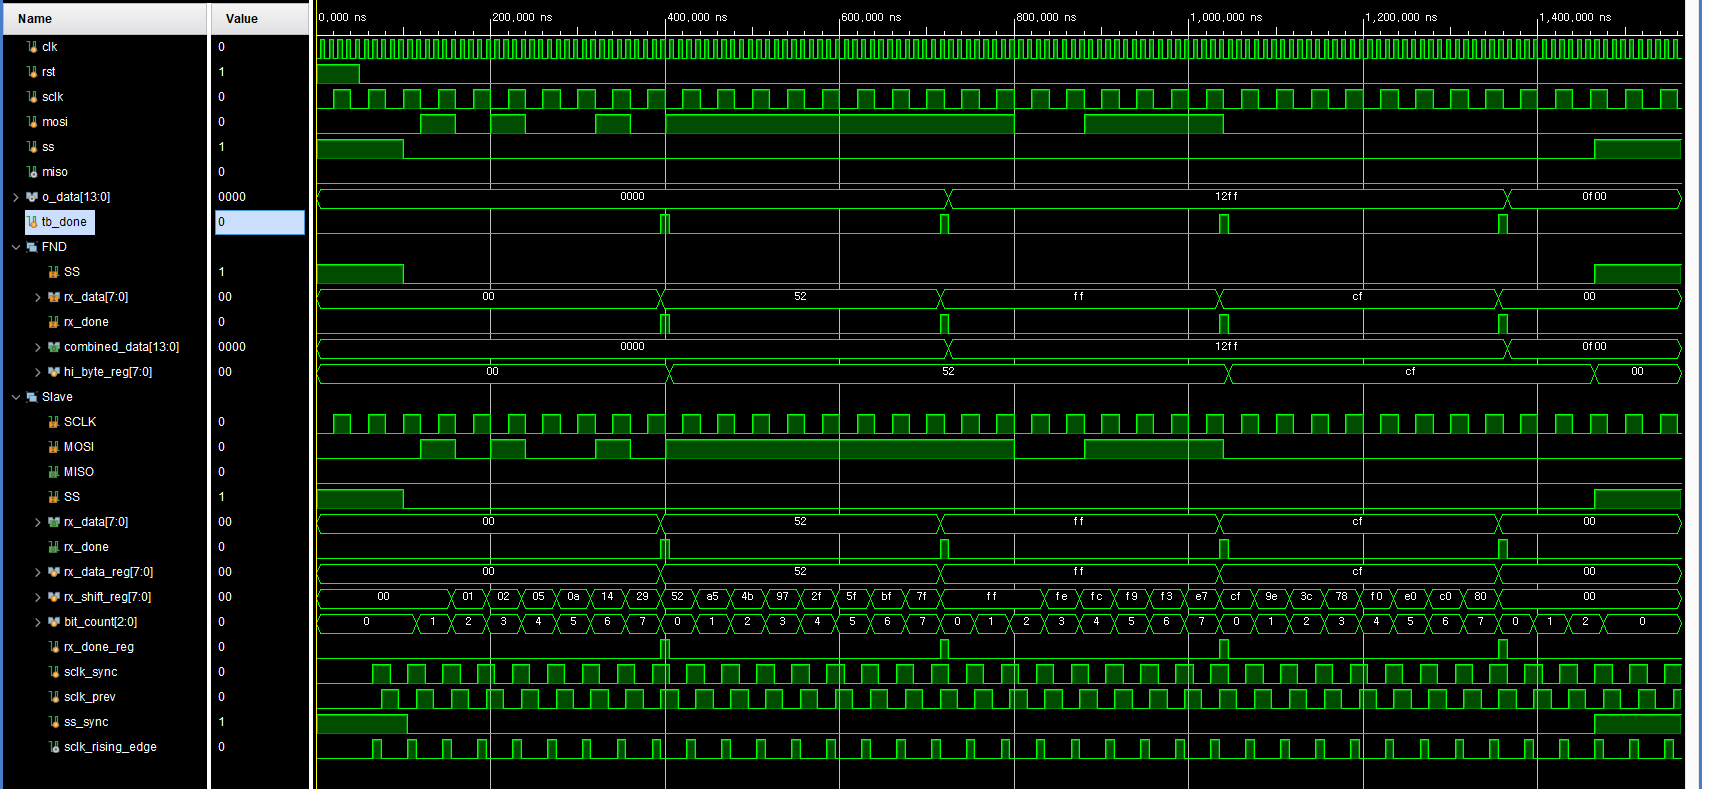 Name Value 0,000 ns 200,000 ns 400,000 ns 600,000 ns 800,000 ns 1,000,000 ns 1,200,000 ns 1,400,000 ns
clk 0
rst 1
sclk 0
mosi 0
ss 1
miso 0
o_data[13:0] 0000 0000 12ff 0f00
tb_done 0
FND
SS 1
rx_data[7:0] 00 00 52 ff cf 00
rx_done 0
combined_data[13:0] 0000 0000 12ff 0f00
hi_byte_reg[7:0] 00 00 52 cf 00
Slave
SCLK 0
MOSI 0
MISO 0
SS 1
rx_data[7:0] 00 00 52 ff cf 00
rx_done 0
rx_data_reg[7:0] 00 00 52 ff cf 00
rx_shift_reg[7:0] 00 00 01 02 05 0a 14 29 52 a5 4b 97 2f 5f bf 7f ff fe fc f9 f3 e7 cf 9e 3c 78 f0 e0 c0 80 00
bit_count[2:0] 0 0 1 2 3 4 5 6 7 0 1 2 3 4 5 6 7 0 1 2 3 4 5 6 7 0 1 2 3 4 5 6 7 0 1 2 0
rx_done_reg 0
sclk_sync 0
sclk_prev 0
ss_sync 1
sclk_rising_edge 0